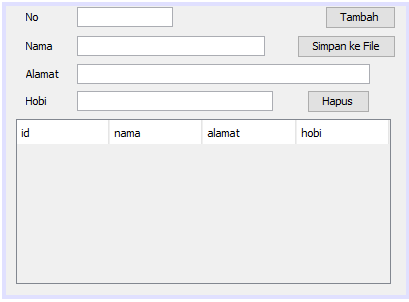 No Tambah
Nama Simpan ke File
Alamat
Hobi Hapus
id nama alamat hobi